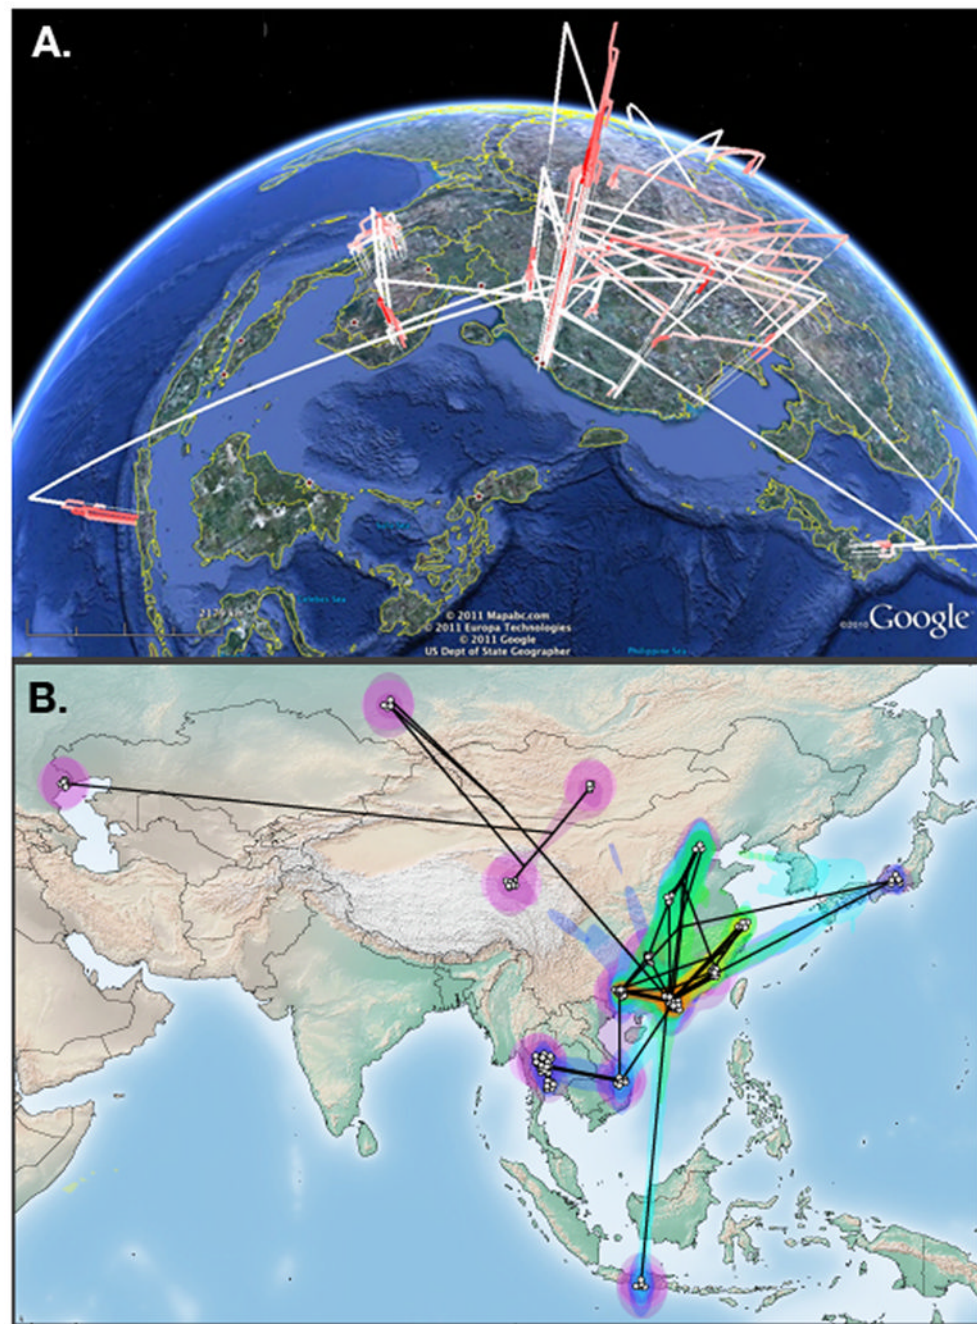 A.
2179 km
Celebes Sea
© 2011 Mapabc.com
© 2011 Europa Technologies
© 2011 Google
US Dept of State Geographer
Philippine Sea
©2010 Google
B.